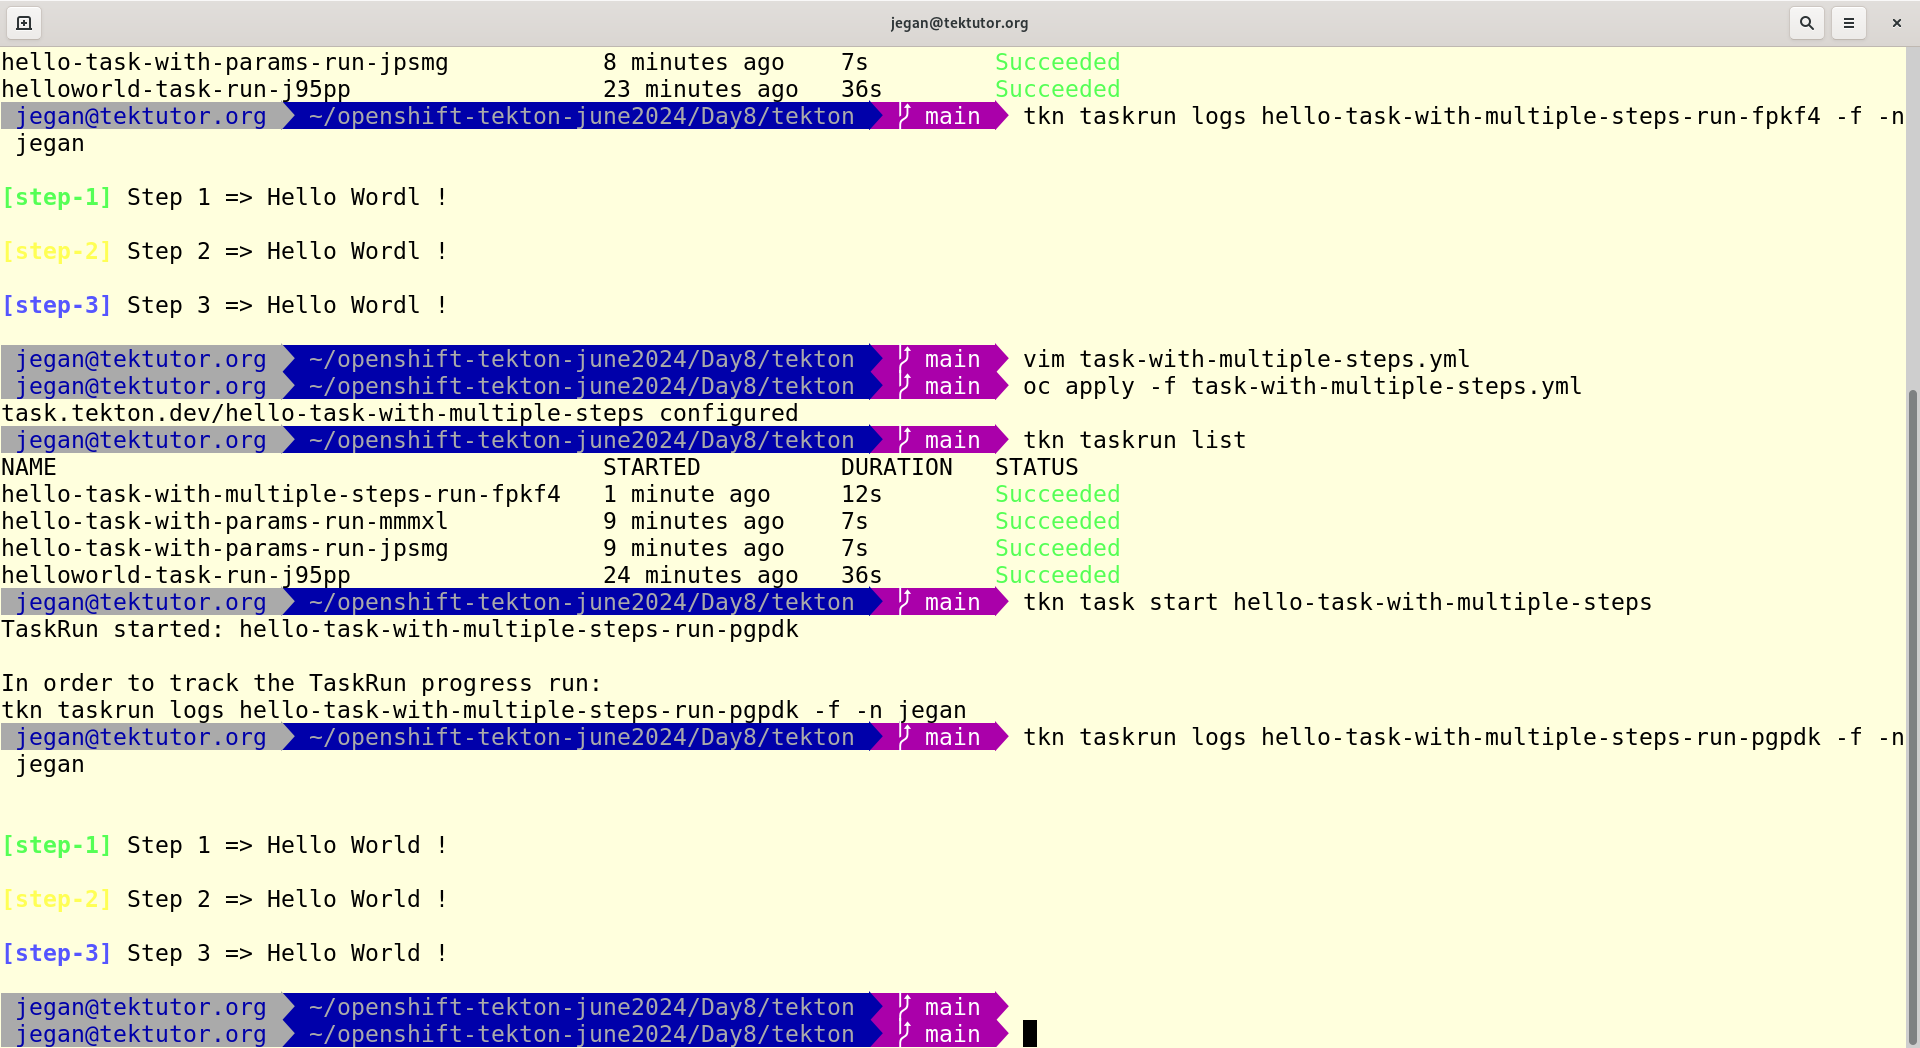 jegan@tektutor.org
hello-task-with-params-run-jpsmg 8 minutes ago 7s Succeeded
helloworld-task-run-j95pp 23 minutes ago 36s Succeeded
jegan@tektutor.org ~/openshift-tekton-june2024/Day8/tekton main tkn taskrun logs hello-task-with-multiple-steps-run-fpkf4 -f -n
jegan
[step-1] Step 1 => Hello Wordl !
[step-2] Step 2 => Hello Wordl !
[step-3] Step 3 => Hello Wordl !
jegan@tektutor.org ~/openshift-tekton-june2024/Day8/tekton main vim task-with-multiple-steps.yml
jegan@tektutor.org ~/openshift-tekton-june2024/Day8/tekton main oc apply -f task-with-multiple-steps.yml
task.tekton.dev/hello-task-with-multiple-steps configured
jegan@tektutor.org ~/openshift-tekton-june2024/Day8/tekton main tkn taskrun list
NAME STARTED DURATION STATUS
hello-task-with-multiple-steps-run-fpkf4 1 minute ago 12s Succeeded
hello-task-with-params-run-mmmxl 9 minutes ago 7s Succeeded
hello-task-with-params-run-jpsmg 9 minutes ago 7s Succeeded
helloworld-task-run-j95pp 24 minutes ago 36s Succeeded
jegan@tektutor.org ~/openshift-tekton-june2024/Day8/tekton main tkn task start hello-task-with-multiple-steps
TaskRun started: hello-task-with-multiple-steps-run-pgpdk
In order to track the TaskRun progress run:
tkn taskrun logs hello-task-with-multiple-steps-run-pgpdk -f -n jegan
jegan@tektutor.org ~/openshift-tekton-june2024/Day8/tekton main tkn taskrun logs hello-task-with-multiple-steps-run-pgpdk -f -n
jegan
[step-1] Step 1 => Hello World !
[step-2] Step 2 => Hello World !
[step-3] Step 3 => Hello World !
jegan@tektutor.org ~/openshift-tekton-june2024/Day8/tekton main
jegan@tektutor.org ~/openshift-tekton-june2024/Day8/tekton main